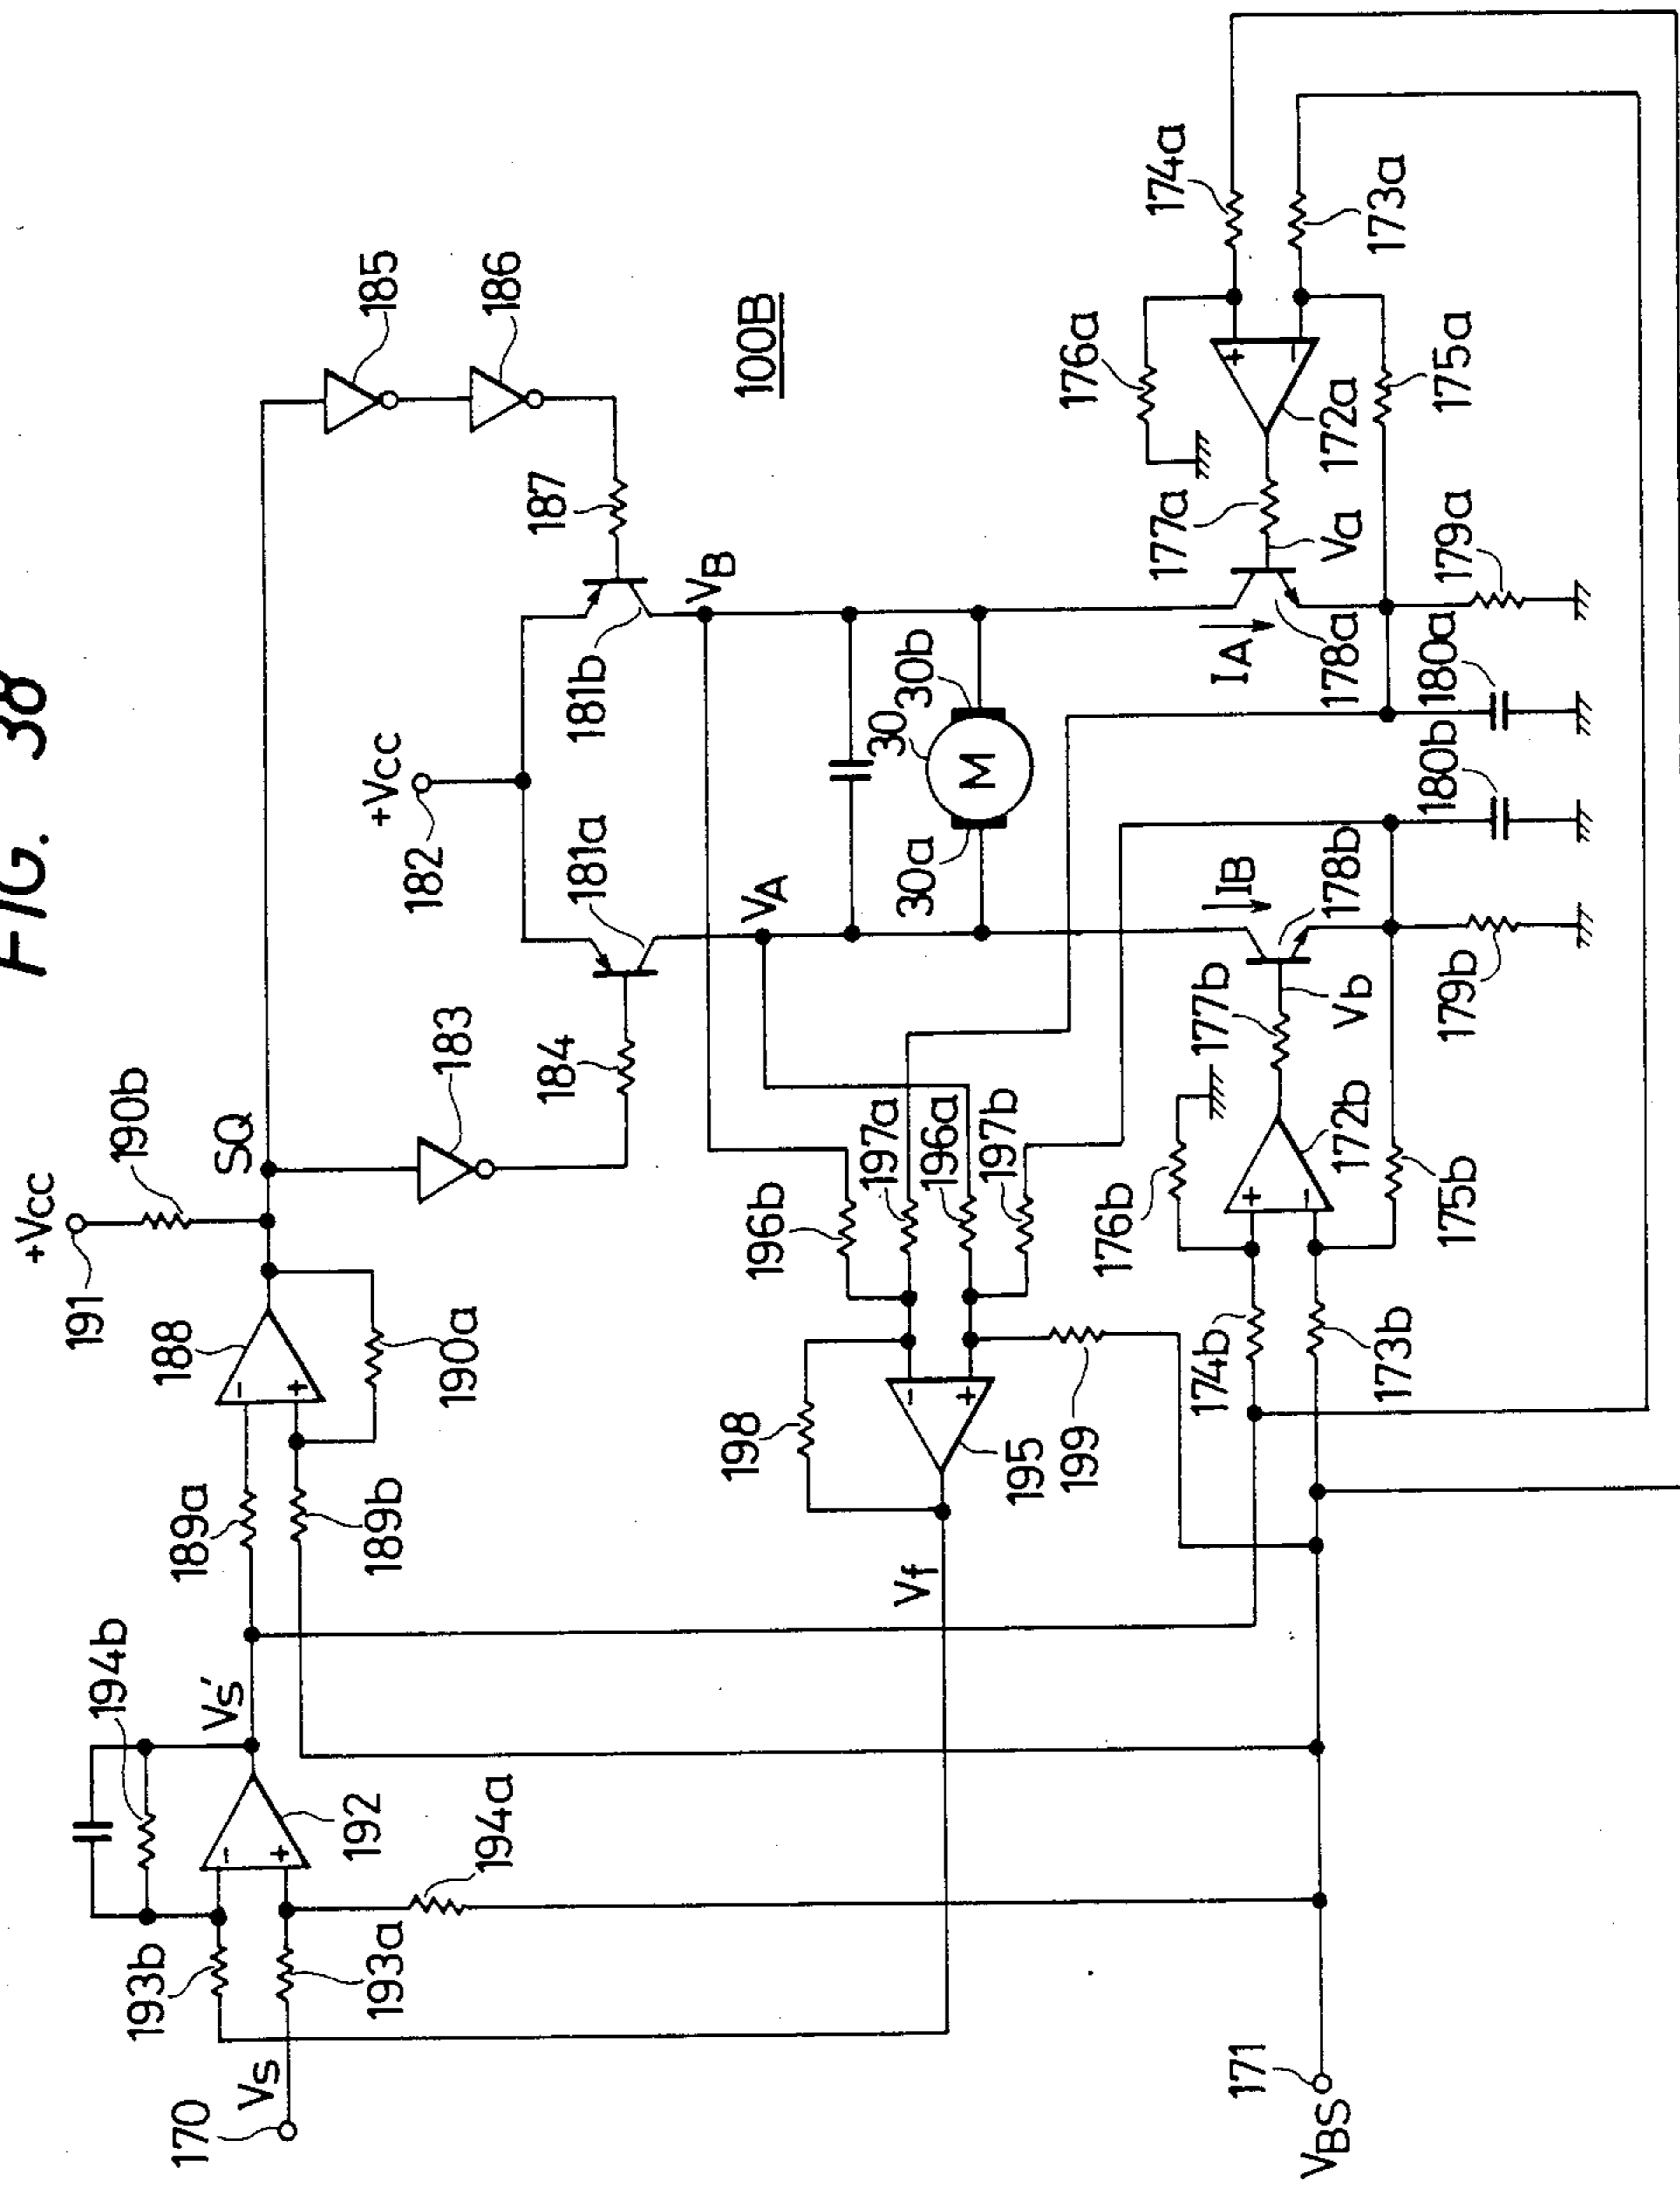 FIG. 38
+Vcc
191
190b
SQ
185
186
194b
Vs'
189a
188
189b
190a
192
194a
193b
193a
170
Vs
183
184
+Vcc
182
181a
181b
187
VB
VA
100B
196b
197a
196a
197b
198
195
199
Vf
30
30a
30b
M
IA
IB
174a
173a
176a
172a
175a
177a
Va
178a
179a
180a
180b
178b
179b
177b
Vb
176b
172b
175b
174b
173b
171
VBS
-
+
-
+
-
+
+
-
+
-